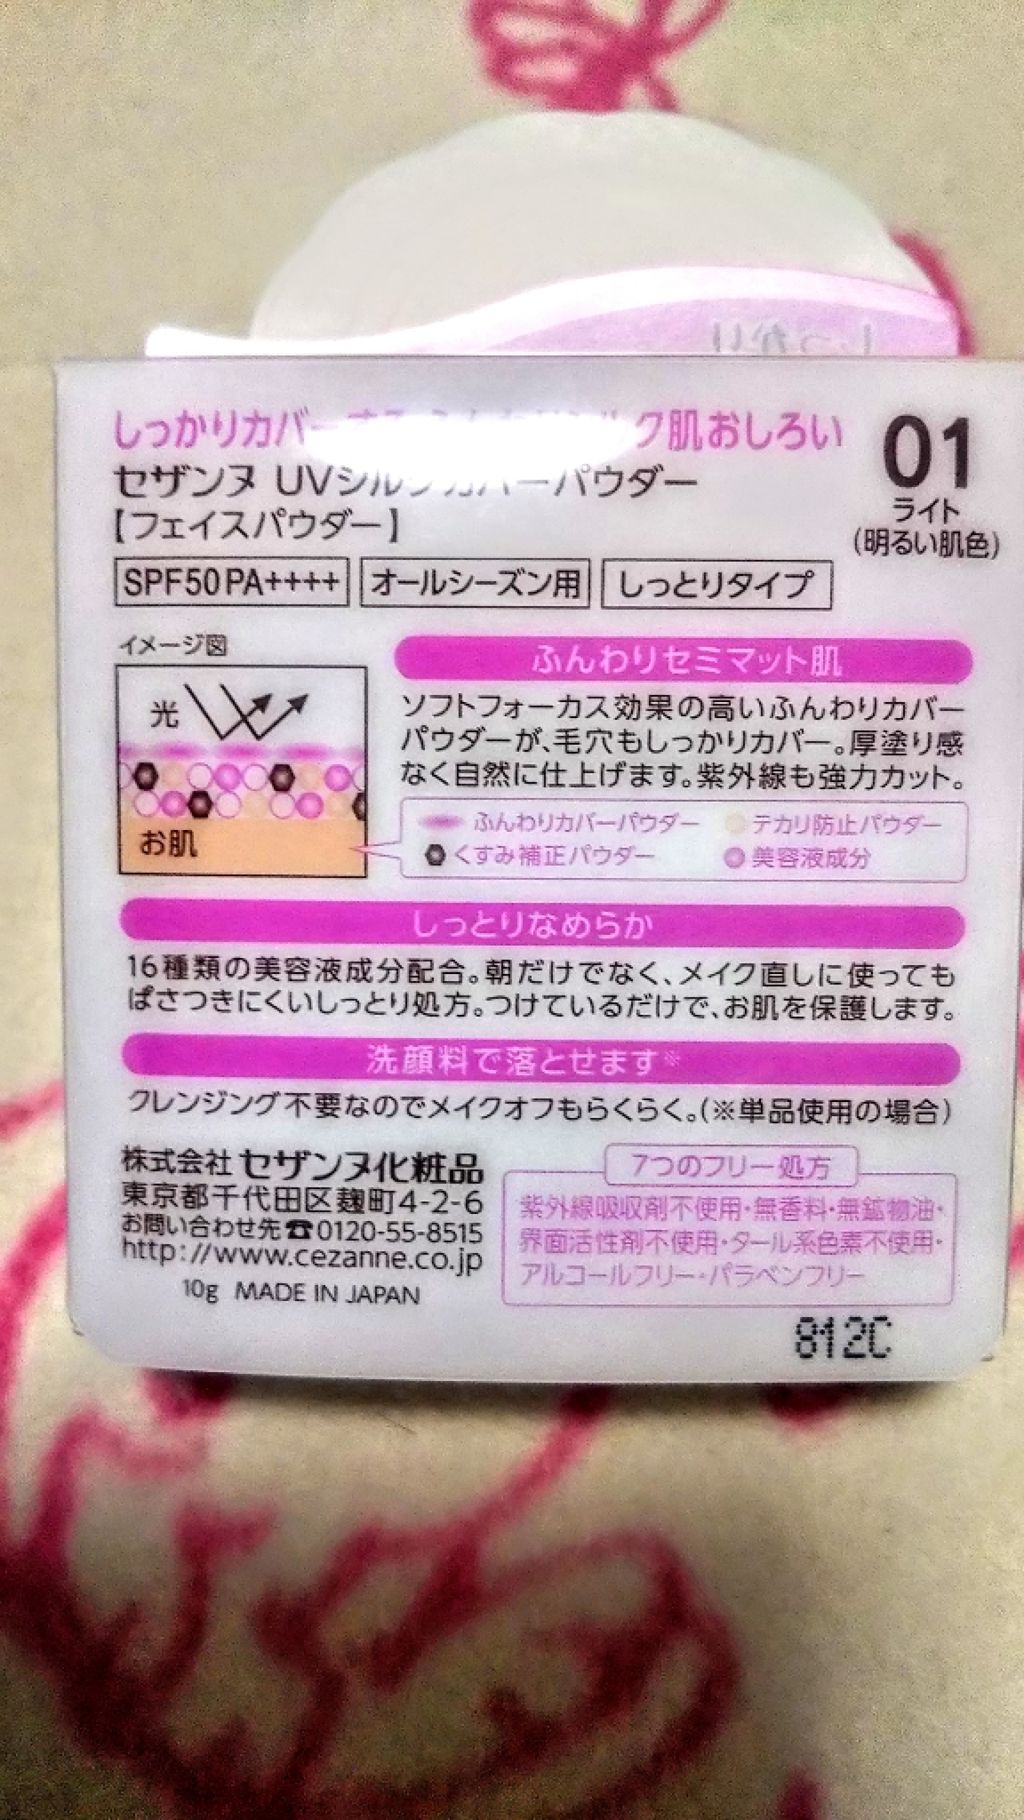 しっかり
しっかりカバーする ふんわりシルク肌おしろい
セザンヌ UVシルクカバーパウダー
【フェイスパウダー】
01
ライト
(明るい肌色)
SPF50 PA++++
オールシーズン用
しっとりタイプ
イメージ図
光
お肌
ふんわりセミマット肌
ソフトフォーカス効果の高いふんわりカバー
パウダーが、毛穴もしっかりカバー。厚塗り感
なく自然に仕上げます。紫外線も強力カット。
ふんわりカバーパウダー テカリ防止パウダー
くすみ補正パウダー 美容液成分
しっとりなめらか
16種類の美容液成分配合。朝だけでなく、メイク直しに使っても
ぱさつきにくいしっとり処方。つけているだけで、お肌を保護します。
洗顔料で落とせます※
クレンジング不要なのでメイクオフもらくらく。(※単品使用の場合)
株式会社 セザンヌ化粧品
東京都千代田区麹町4-2-6
お問い合わせ先☎0120-55-8515
http://www.cezanne.co.jp
10g MADE IN JAPAN
7つのフリー処方
紫外線吸収剤不使用・無香料・無鉱物油・
界面活性剤不使用・タール系色素不使用・
アルコールフリー・パラベンフリー
812C